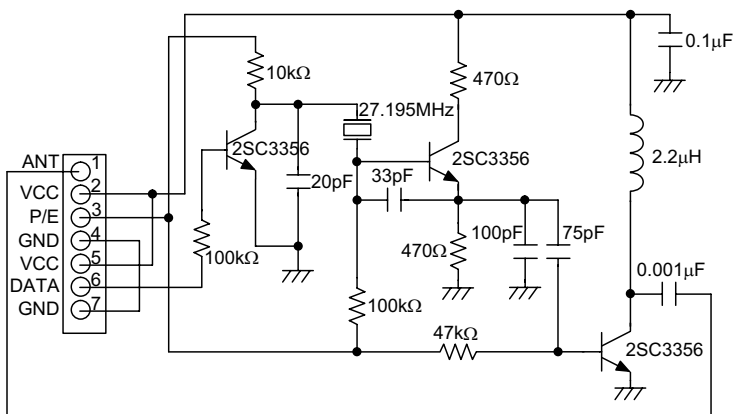 0.1µF
10kΩ
470Ω
27.195MHz
ANT 1
2SC3356
2SC3356
2.2µH
VCC 2
20pF
33pF
P/E 3
GND 4
470Ω
100pF
75pF
VCC 5
100kΩ
0.001µF
DATA 6
100kΩ
GND 7
47kΩ
2SC3356